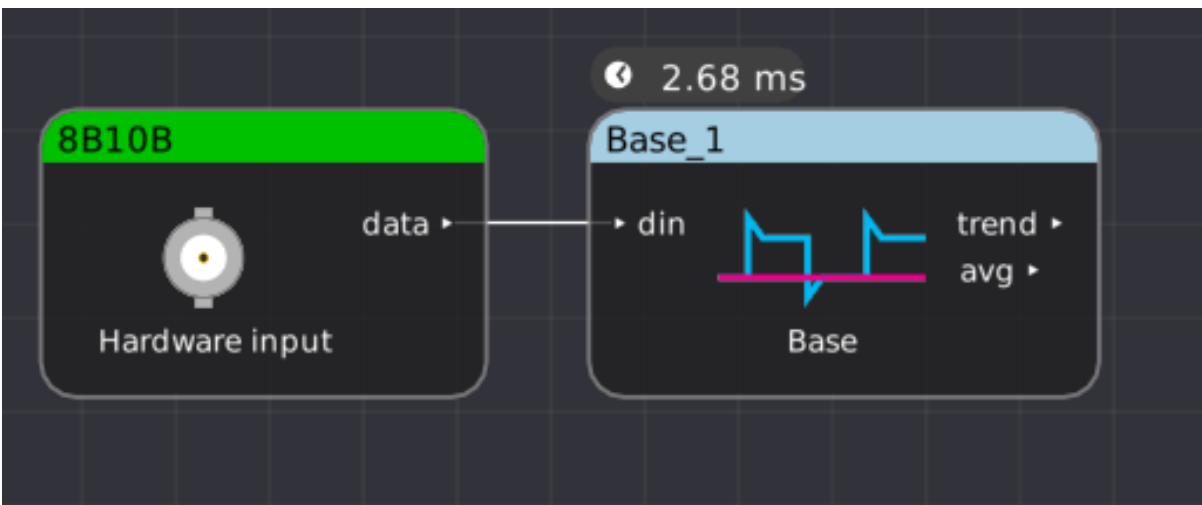 2.68 ms
8B10B
data
Hardware input
Base_1
din
trend
avg
Base